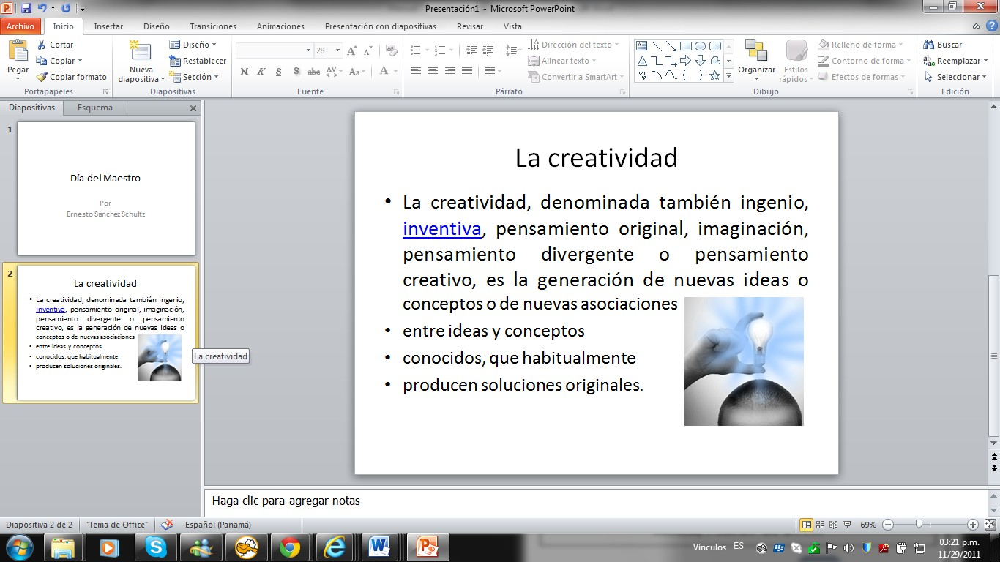 Presentación1 - Microsoft PowerPoint
Archivo Inicio Insertar Diseño Transiciones Animaciones Presentación con diapositivas Revisar Vista
Pegar
Cortar
Copiar
Copiar formato
Portapapeles
Nueva
diapositiva
Diseño
Restablecer
Sección
Diapositivas
28
N K S S abc AV Aa A
Fuente
Dirección del texto
Alinear texto
Convertir a SmartArt
Párrafo
Organizar
Estilos
rápidos
Relleno de forma
Contorno de forma
Efectos de formas
Dibujo
Buscar
Reemplazar
Seleccionar
Edición
Diapositivas Esquema
1
Día del Maestro
Por
Ernesto Sánchez Schultz
2
La creatividad
• La creatividad, denominada también ingenio,
inventiva, pensamiento original, imaginación,
pensamiento divergente o pensamiento
creativo, es la generación de nuevas ideas o
conceptos o de nuevas asociaciones
• entre ideas y conceptos
• conocidos, que habitualmente
• producen soluciones originales.
La creatividad
La creatividad
• La creatividad, denominada también ingenio,
inventiva, pensamiento original, imaginación,
pensamiento divergente o pensamiento
creativo, es la generación de nuevas ideas o
conceptos o de nuevas asociaciones
• entre ideas y conceptos
• conocidos, que habitualmente
• producen soluciones originales.
Haga clic para agregar notas
Diapositiva 2 de 2 "Tema de Office" Español (Panamá) 69%
Vínculos ES 03:21 p.m.
11/29/2011